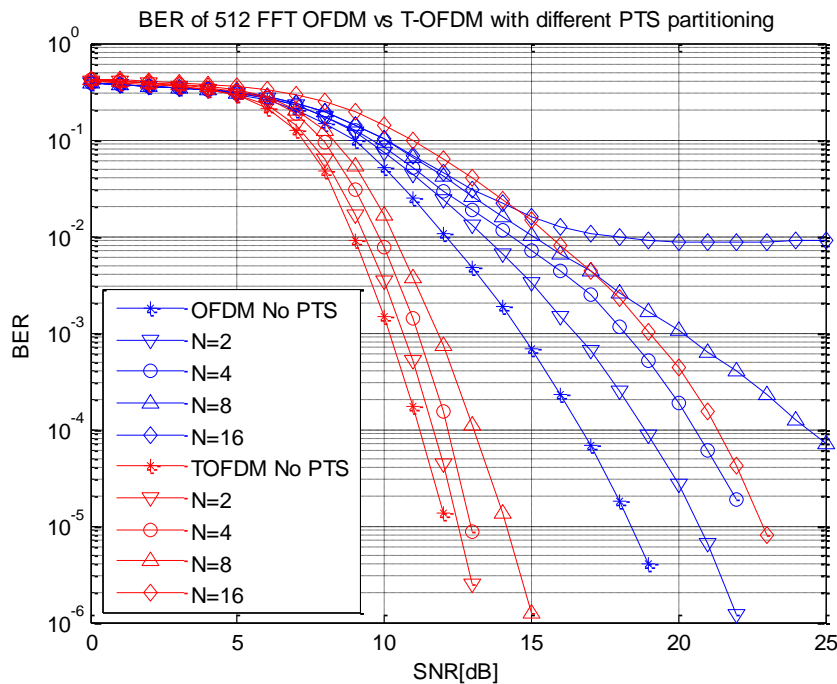 BER of 512 FFT OFDM vs T-OFDM with different PTS partitioning
10^0
10^-1
10^-2
10^-3
10^-4
10^-5
10^-6
BER
OFDM No PTS
N=2
N=4
N=8
N=16
TOFDM No PTS
N=2
N=4
N=8
N=16
0 5 10 15 20 25
SNR[dB]